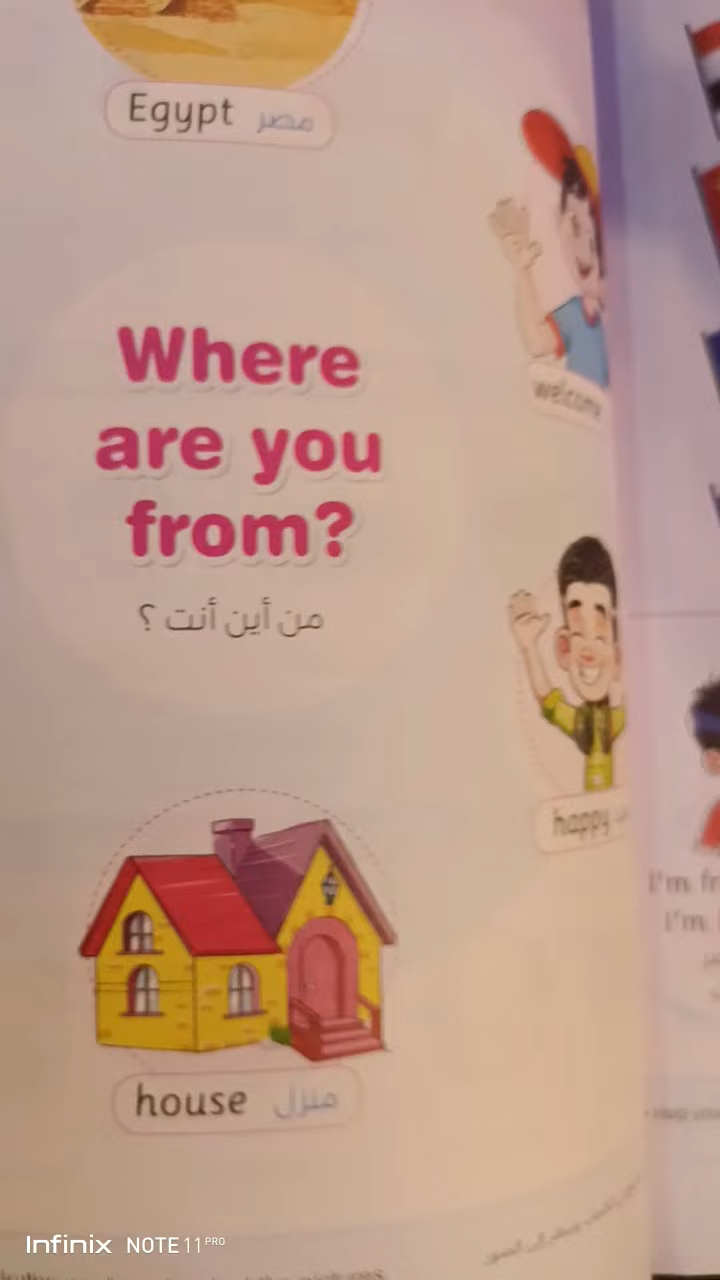 Egypt مصر
welcome
Where
are you
from?
من أين أنت ؟
happy
house منزل
I'm
I'm
Infinix NOTE 11 PRO